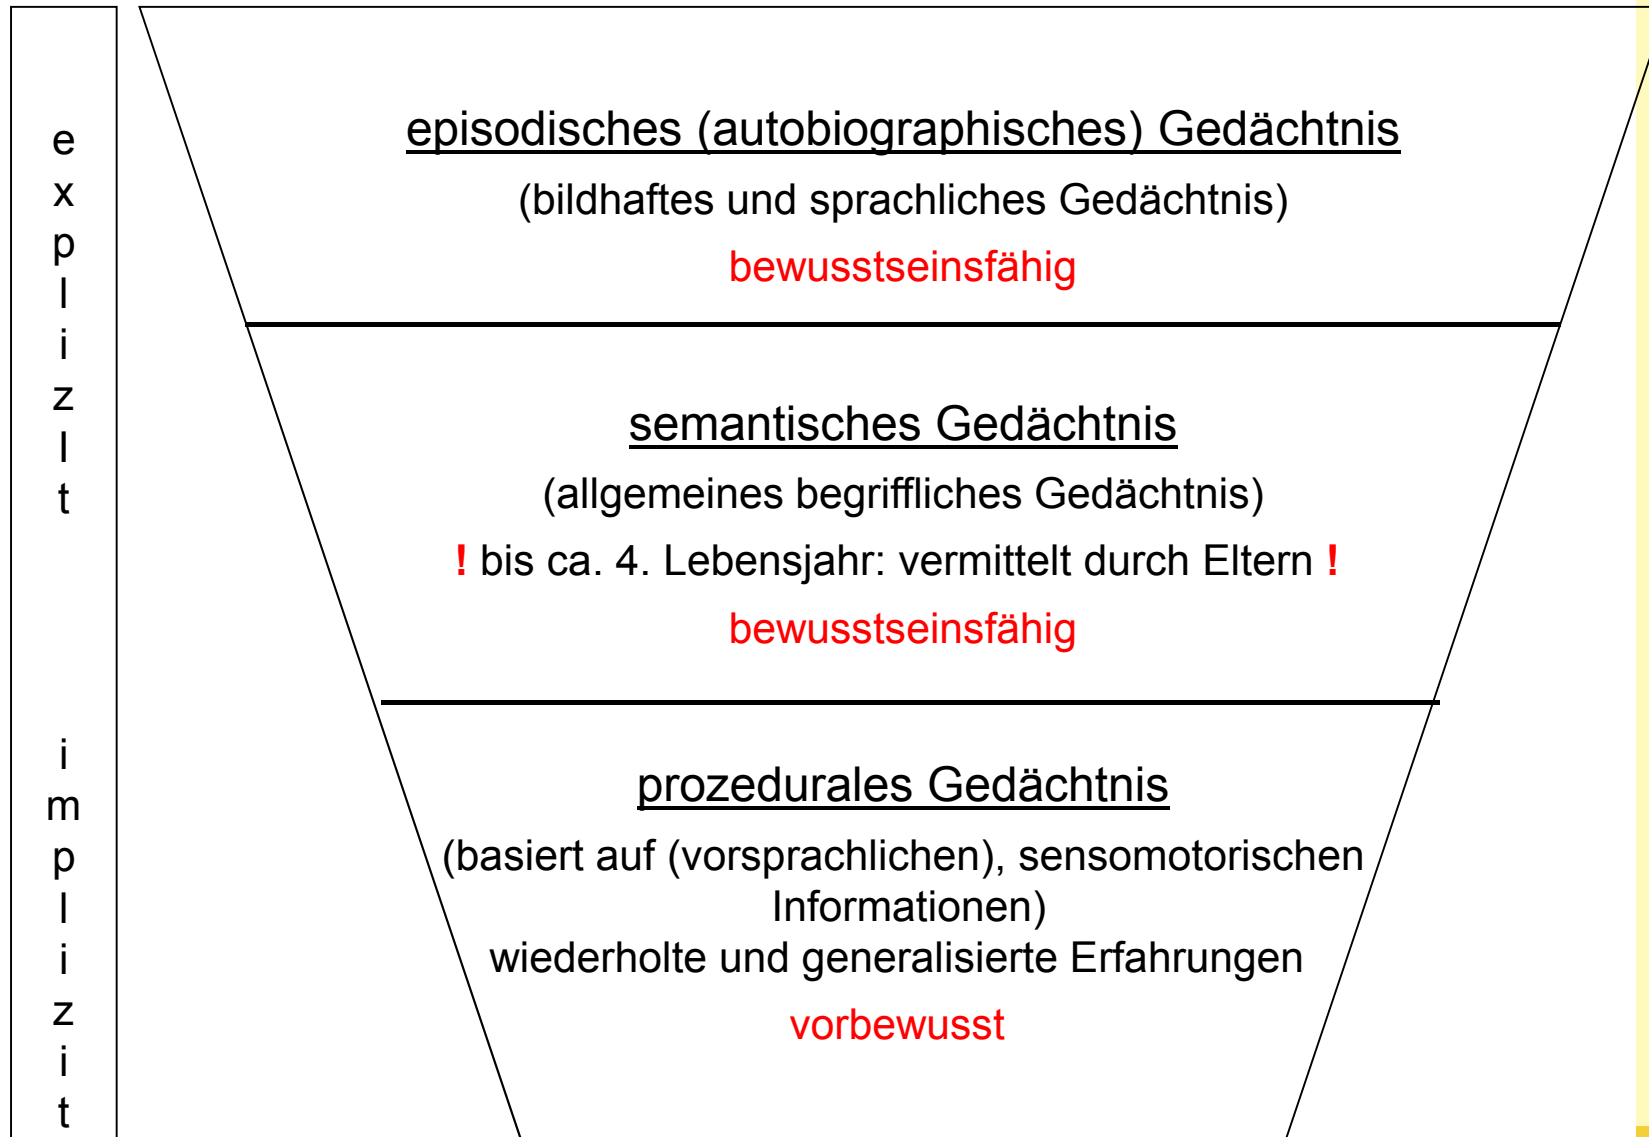 explizIt
implizit
episodisches (autobiographisches) Gedächtnis
(bildhaftes und sprachliches Gedächtnis)
bewusstseinsfähig
semantisches Gedächtnis
(allgemeines begriffliches Gedächtnis)
! bis ca. 4. Lebensjahr: vermittelt durch Eltern !
bewusstseinsfähig
prozedurales Gedächtnis
(basiert auf (vorsprachlichen), sensomotorischen
Informationen)
wiederholte und generalisierte Erfahrungen
vorbewusst